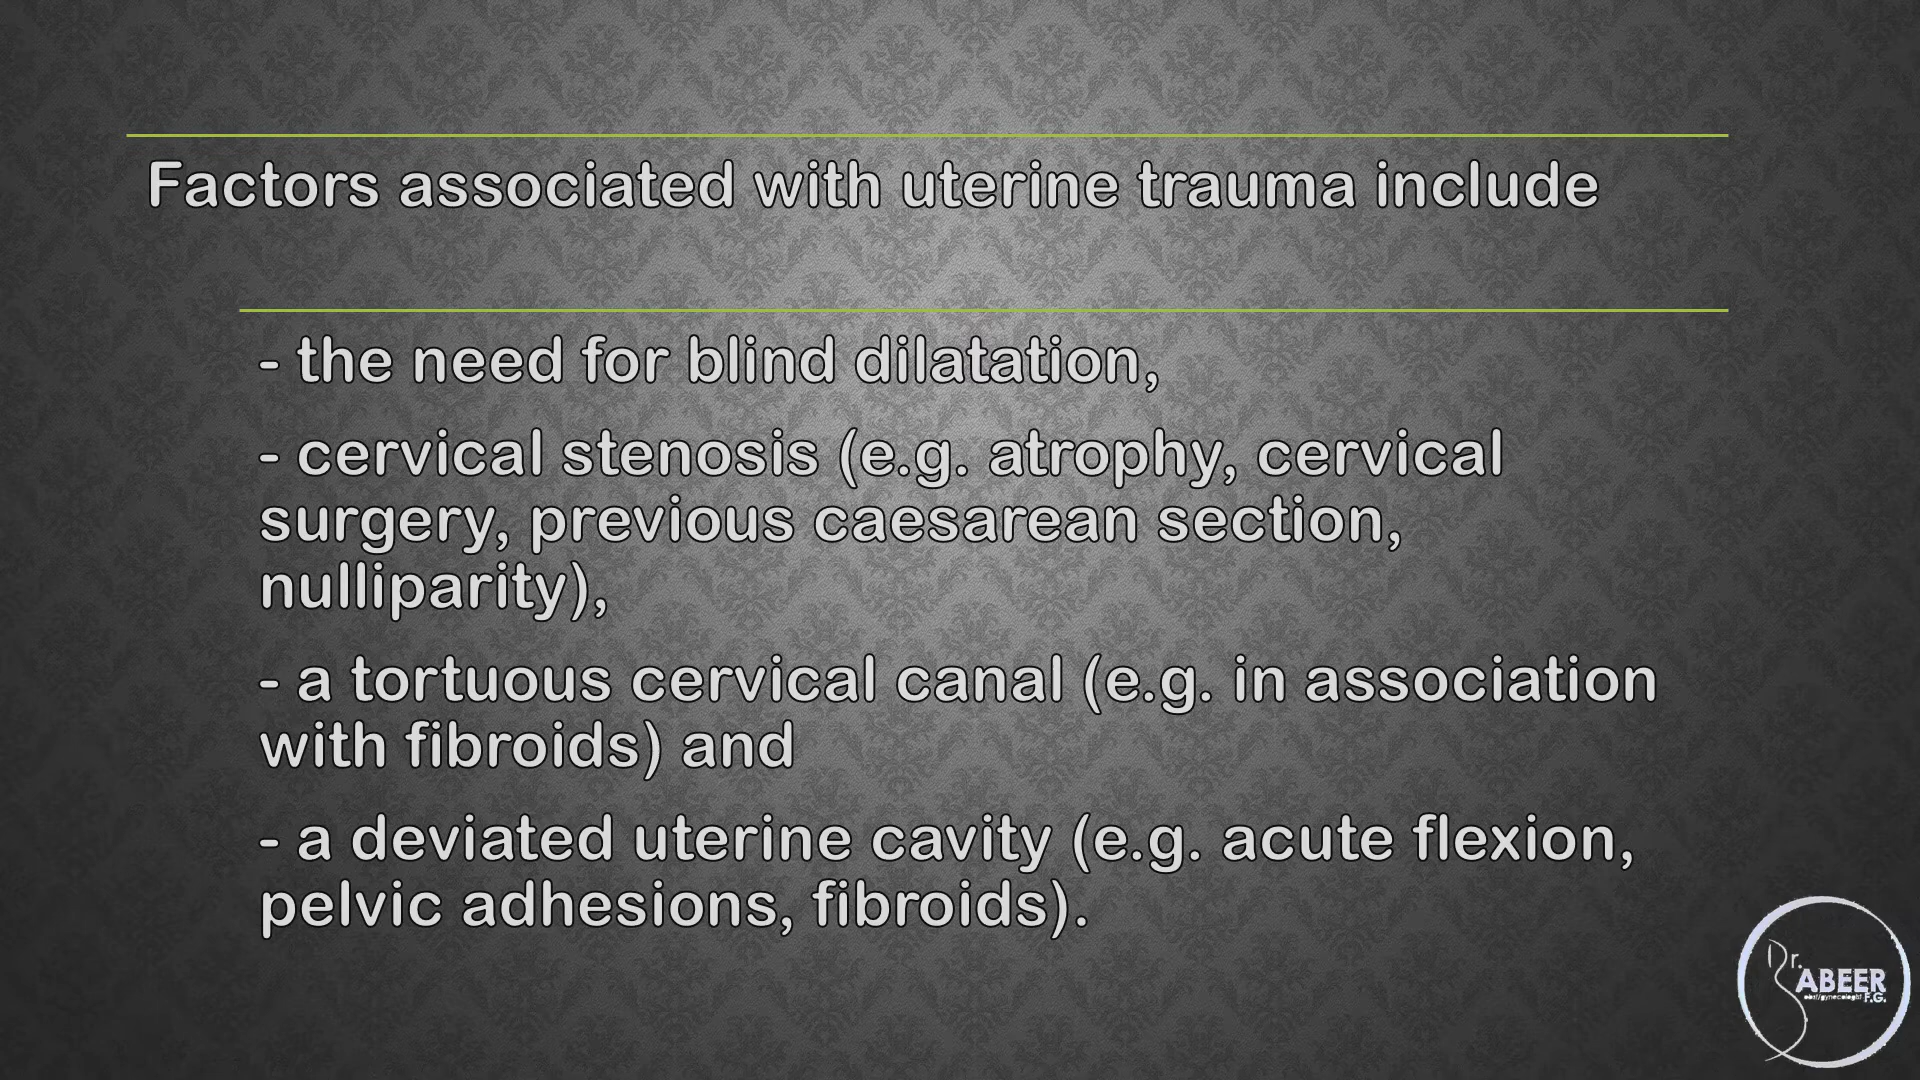 Factors associated with uterine trauma include
- the need for blind dilatation,
- cervical stenosis (e.g. atrophy, cervical
surgery, previous caesarean section,
nulliparity),
- a tortuous cervical canal (e.g. in association
with fibroids) and
- a deviated uterine cavity (e.g. acute flexion,
pelvic adhesions, fibroids).
Dr.
ABEER
obst/gynecologist F.G.